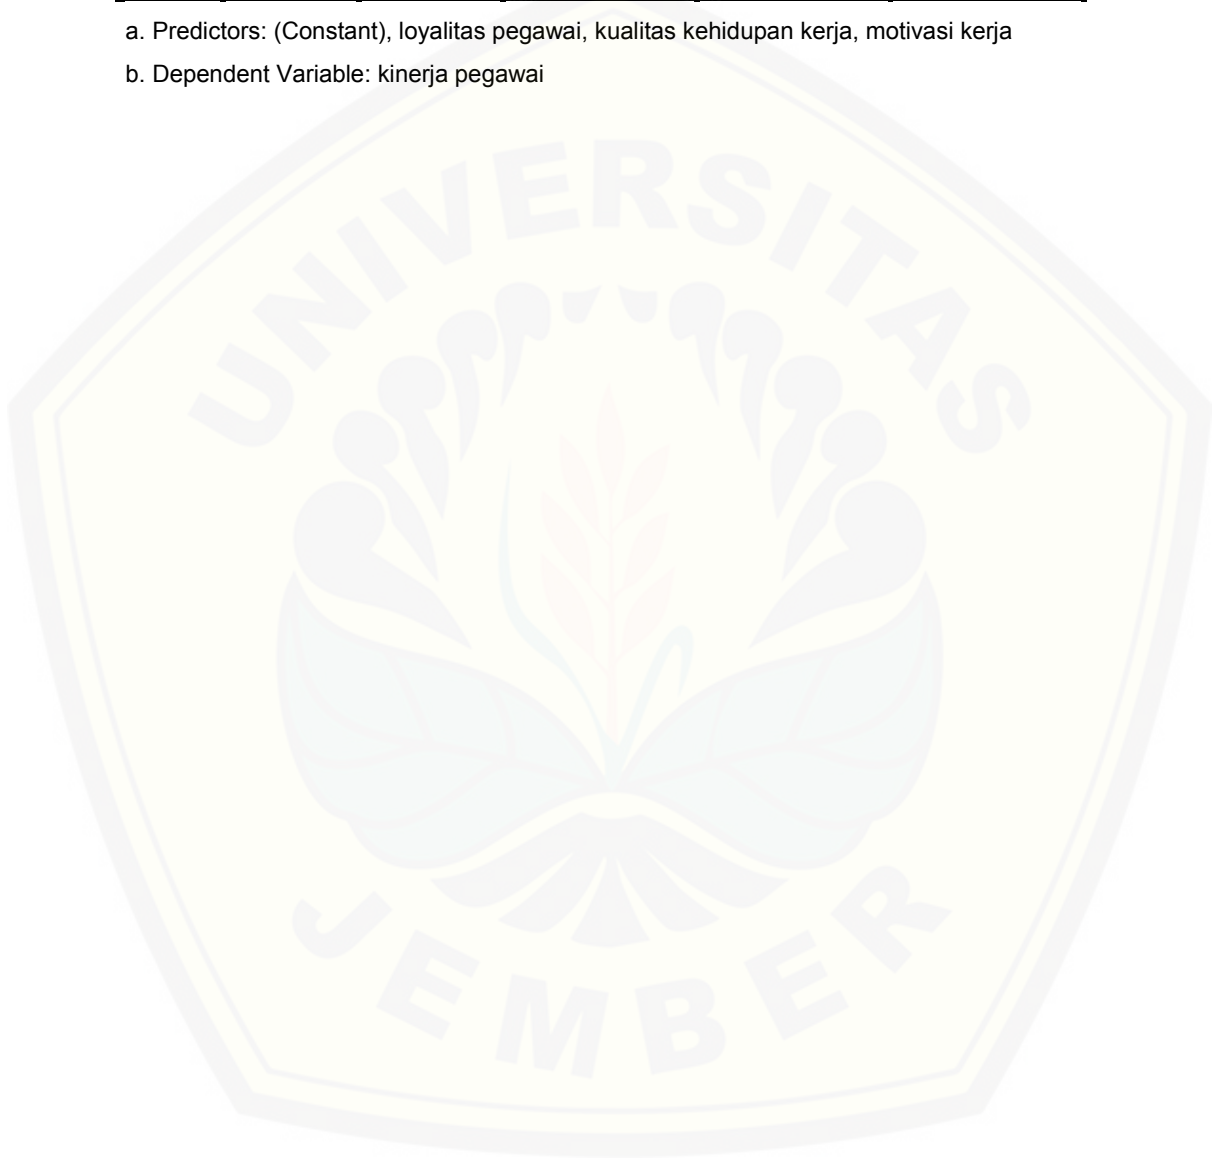 a. Predictors: (Constant), loyalitas pegawai, kualitas kehidupan kerja, motivasi kerja
b. Dependent Variable: kinerja pegawai
UNIVERSITAS
JEMBER